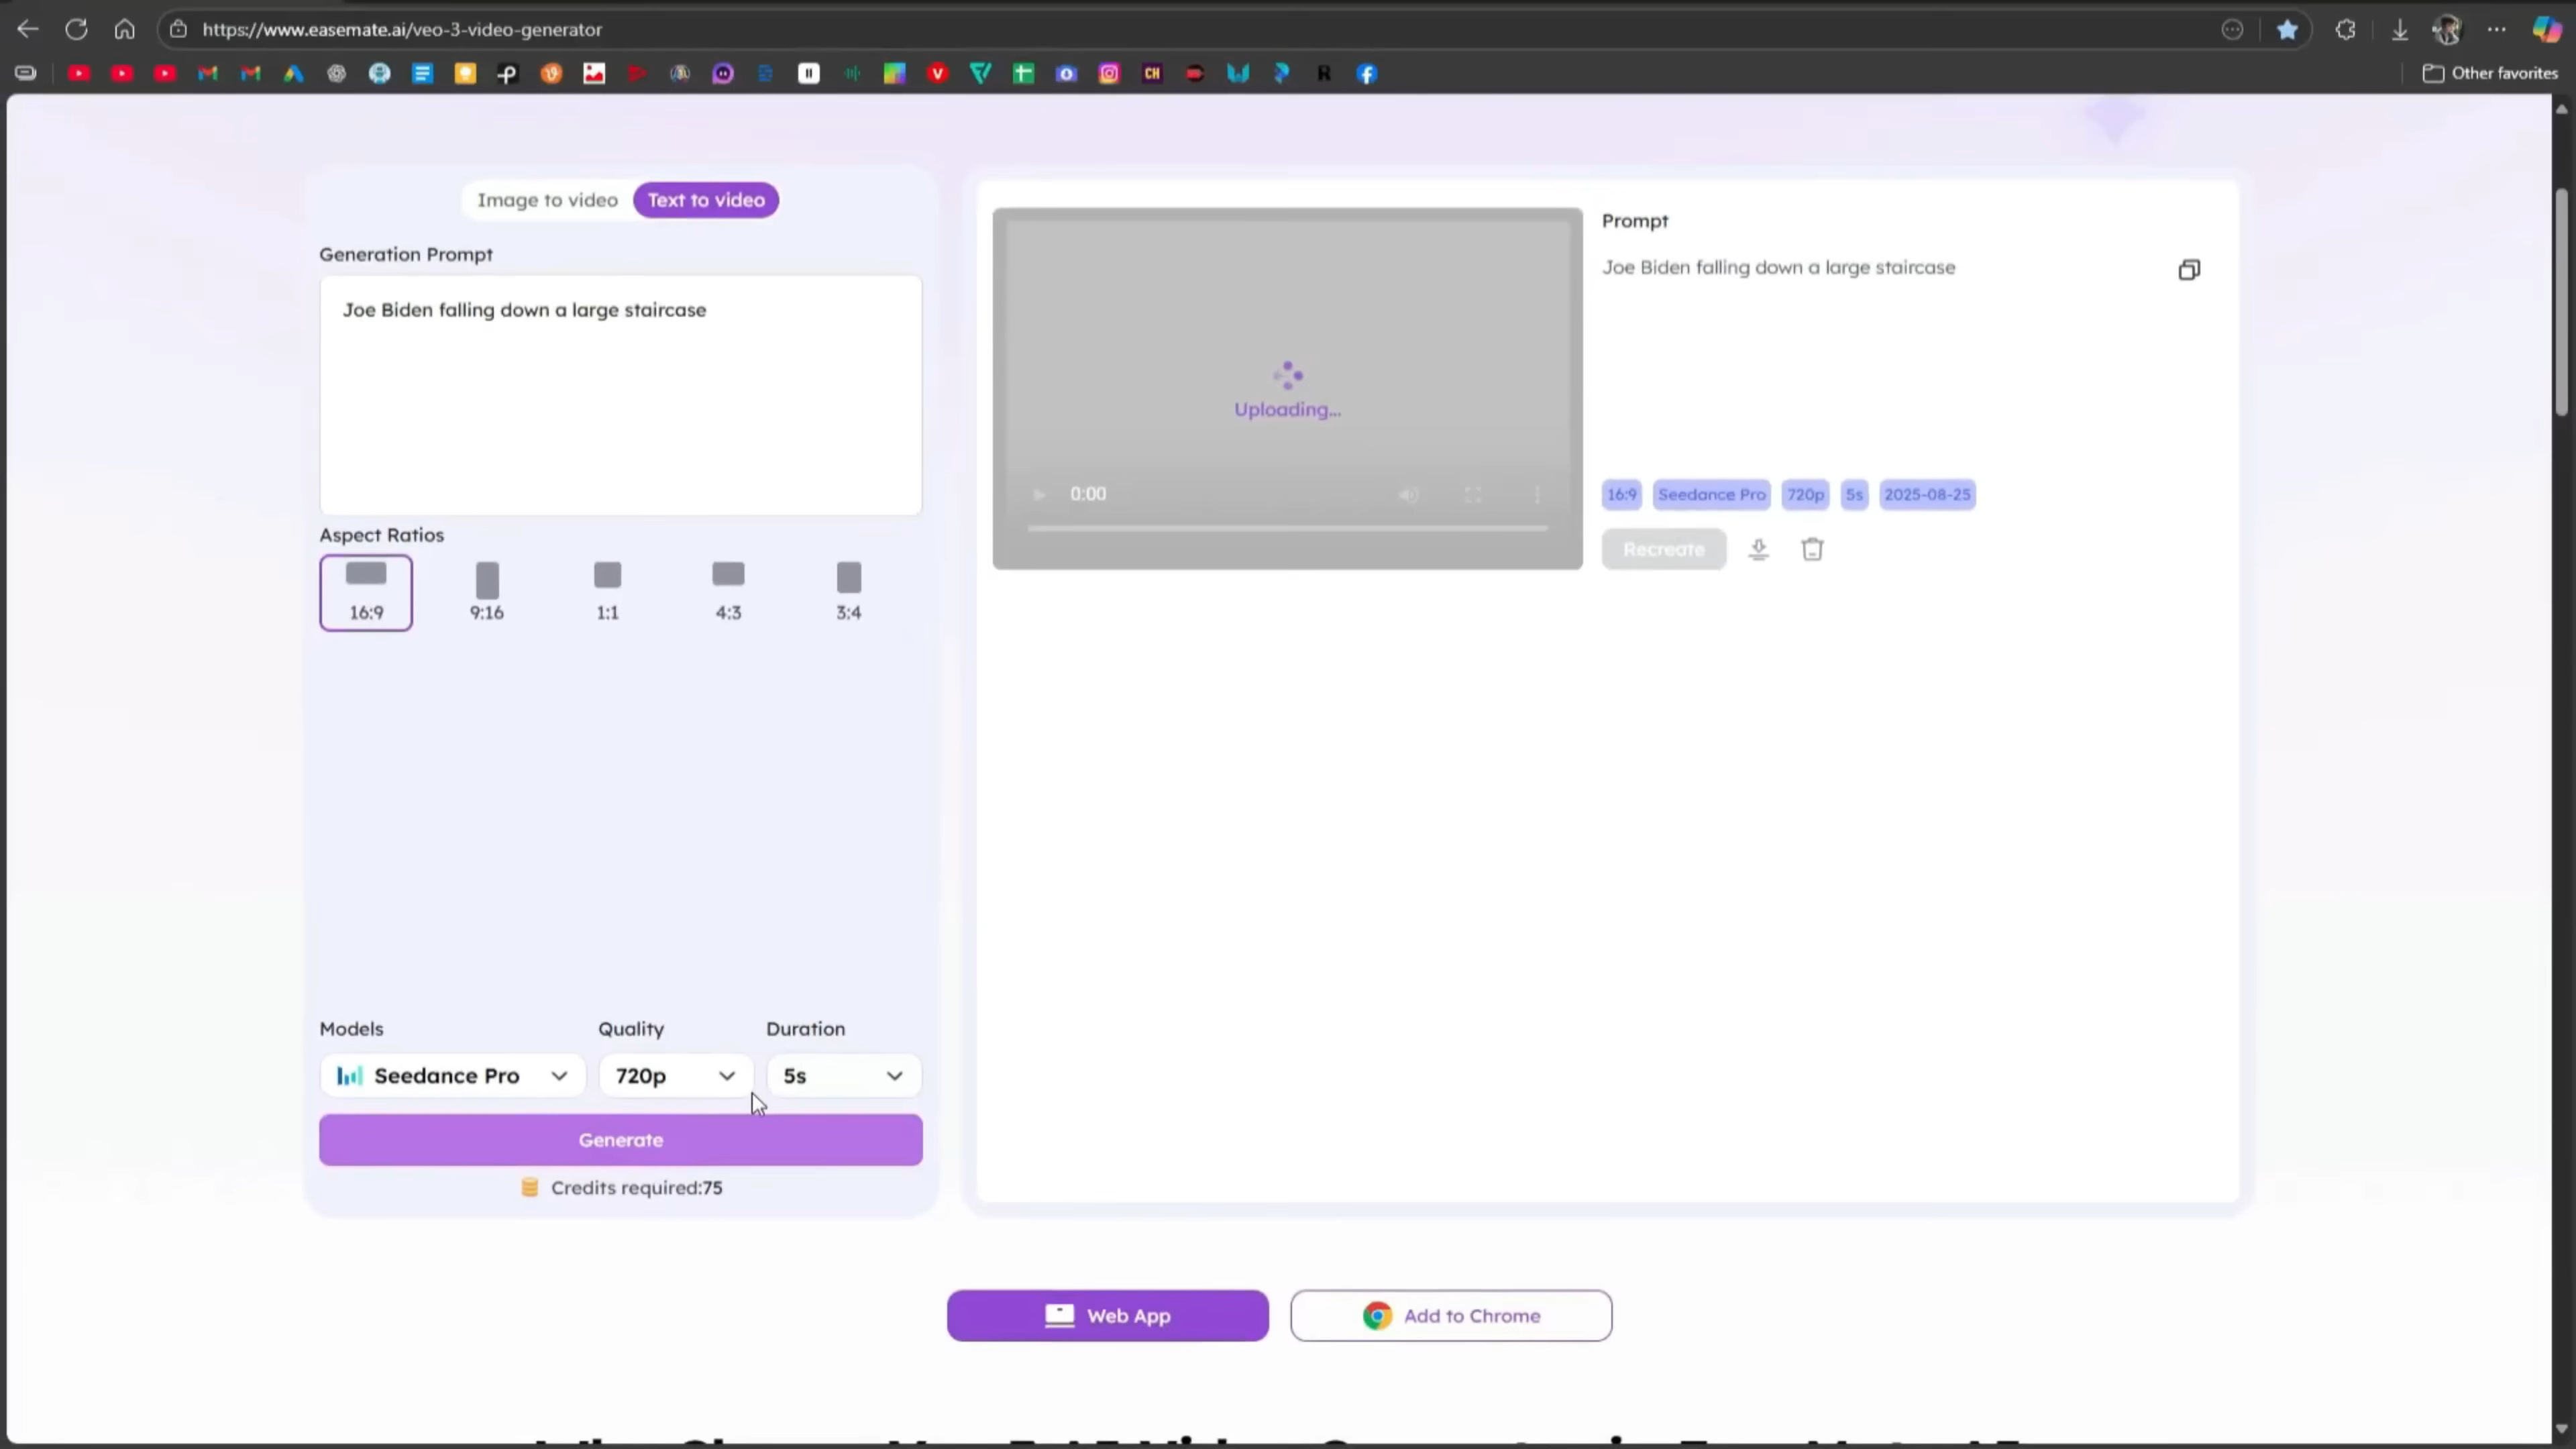 https://www.easemate.ai/veo-3-video-generator
CH
Other favorites
Image to video
Text to video
Generation Prompt
Joe Biden falling down a large staircase
Aspect Ratios
16:9
9:16
1:1
4:3
3:4
Models
Quality
Duration
Seedance Pro
720p
5s
Generate
Credits required:75
Uploading...
0:00
Prompt
Joe Biden falling down a large staircase
16:9
Seedance Pro
720p
5s
2025-08-25
Recreate
Web App
Add to Chrome